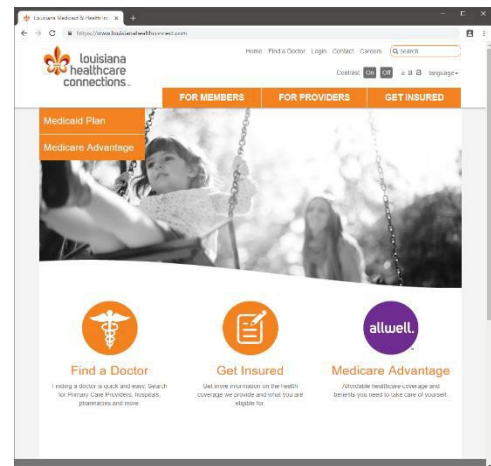 Louisiana Medicaid & Health Ins
https://www.louisianahealthconnect.com
louisiana
healthcare
connections
Home Find a Doctor Login Contact Careers search
Contrast On Off a a a language
FOR MEMBERS FOR PROVIDERS GET INSURED
Medicaid Plan
Medicare Advantage
allwell.
Find a Doctor
Finding a doctor is quick and easy. Search
for Primary Care Providers, hospitals,
pharmacies and more.
Get Insured
Get more information on the health
coverage we provide and what you are
eligible for.
Medicare Advantage
Affordable healthcare coverage and
benefits you need to take care of yourself.